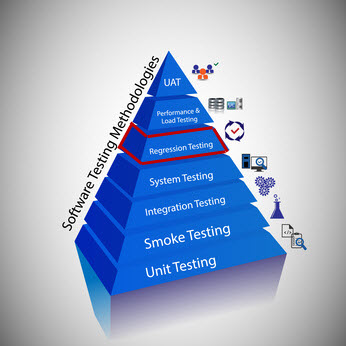 Software Testing Methodologies
UAT
Performance &
Load Testing
Regression Testing
System Testing
Integration Testing
Smoke Testing
Unit Testing